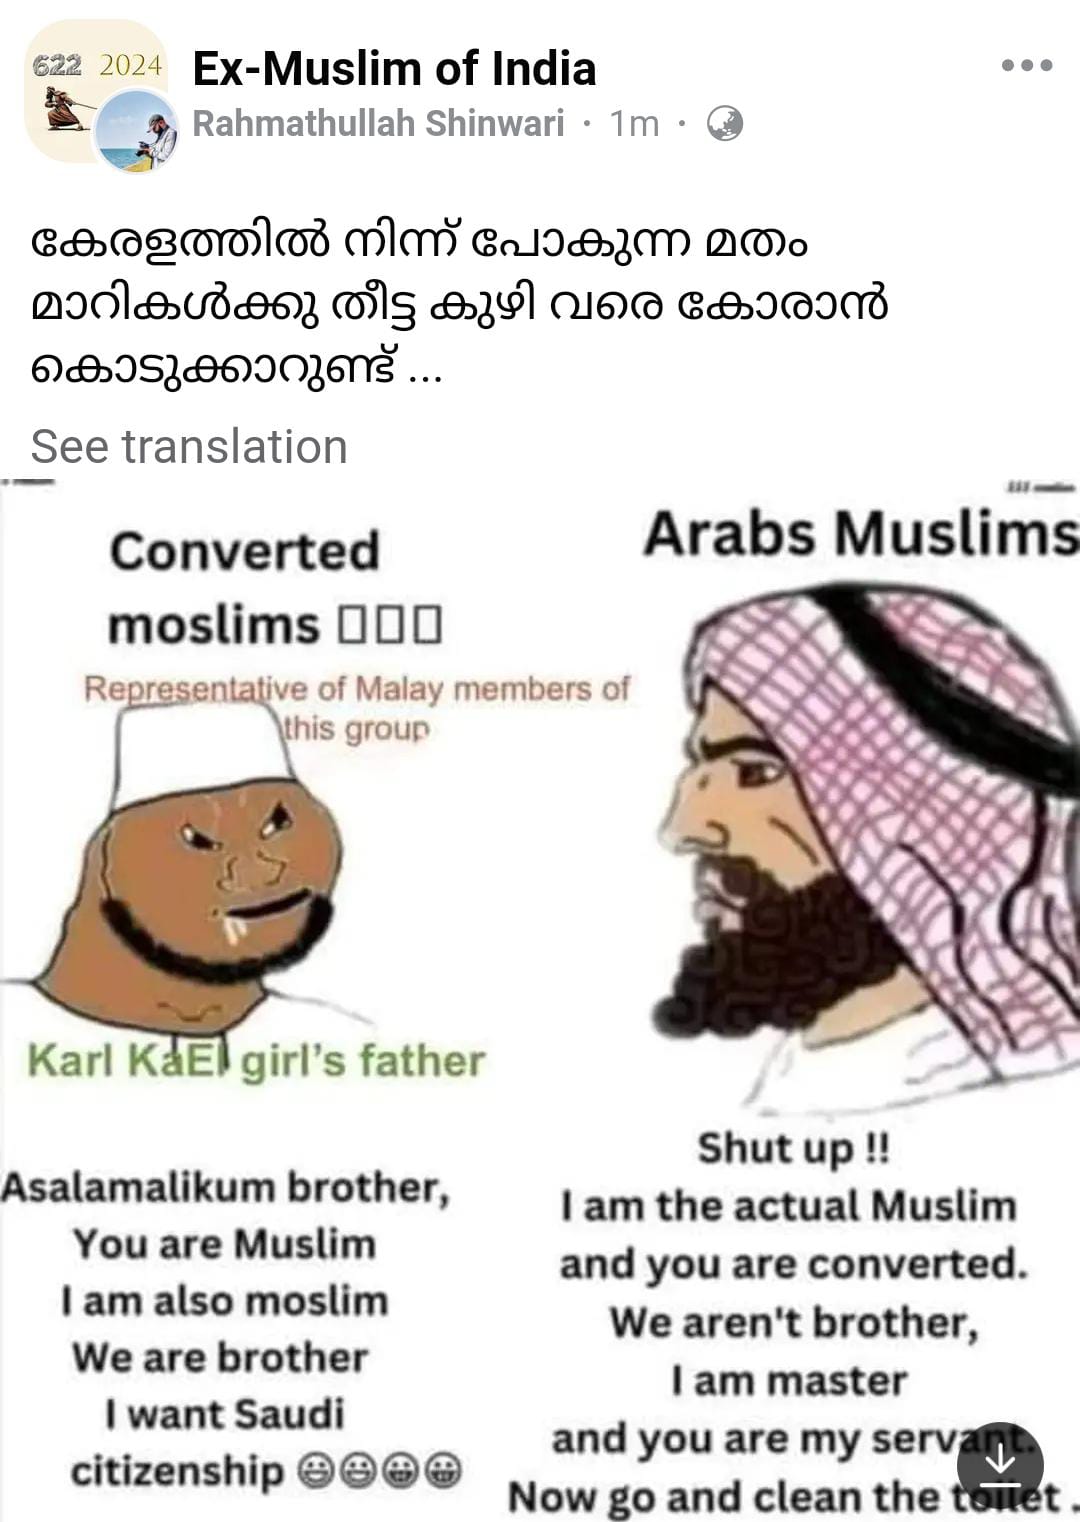 622 2024
Ex-Muslim of India
Rahmathullah Shinwari · 1m ·
കേരളത്തിൽ നിന്ന് പോകുന്ന മതം
മാറികൾക്കു തീട്ട കുഴി വരെ കോരാൻ
കൊടുക്കാറുണ്ട് ...
See translation
Converted
moslims
Representative of Malay members of
this group
Karl KaEl girl's father
Asalamalikum brother,
You are Muslim
I am also moslim
We are brother
I want Saudi
citizenship 😀😀😀😀
Arabs Muslims
Shut up !!
I am the actual Muslim
and you are converted.
We aren't brother,
I am master
and you are my servant.
Now go and clean the toilet .